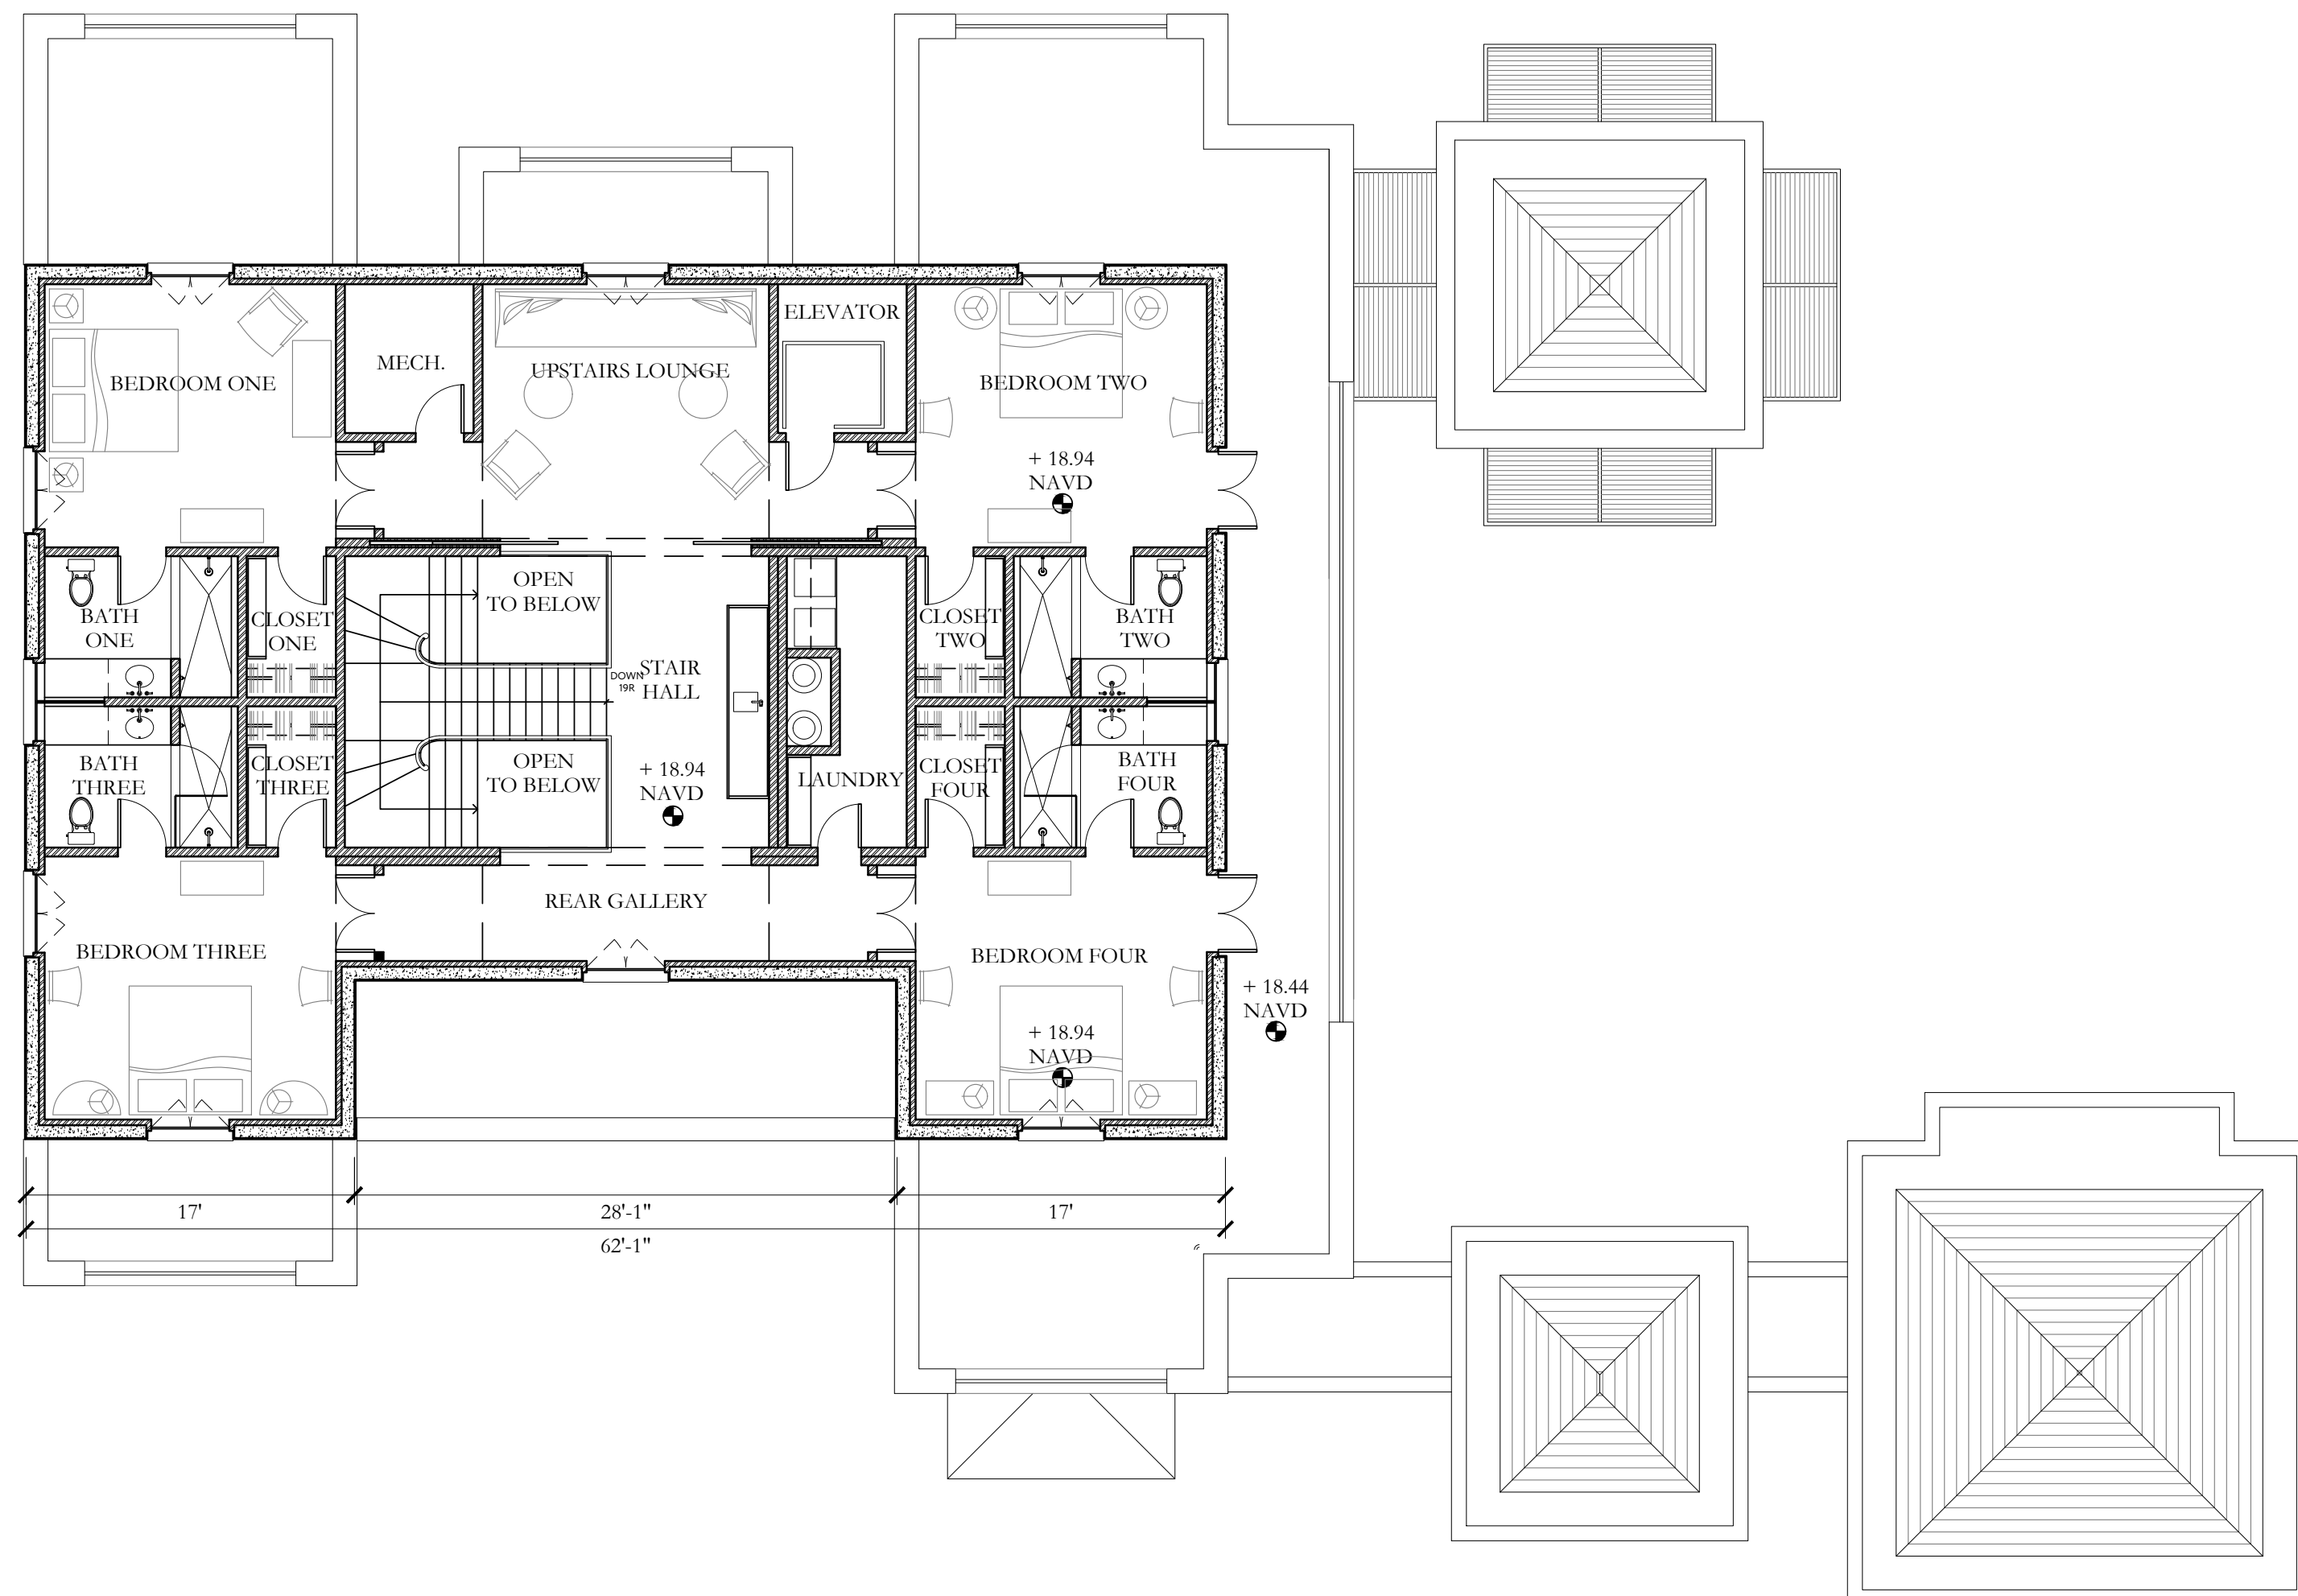 ELEVATOR
MECH.
UPSTAIRS LOUNGE
BEDROOM ONE
BEDROOM TWO
+ 18.94
NAVD
OPEN
TO BELOW
BATH
ONE
CLOSET
ONE
CLOSET
TWO
BATH
TWO
DOWN
19R
STAIR
HALL
OPEN
TO BELOW
BATH
THREE
CLOSET
THREE
+ 18.94
NAVD
LAUNDRY
CLOSET
FOUR
BATH
FOUR
REAR GALLERY
BEDROOM THREE
BEDROOM FOUR
+ 18.44
NAVD
+ 18.94
NAVD
17'
28'-1"
17'
62'-1"